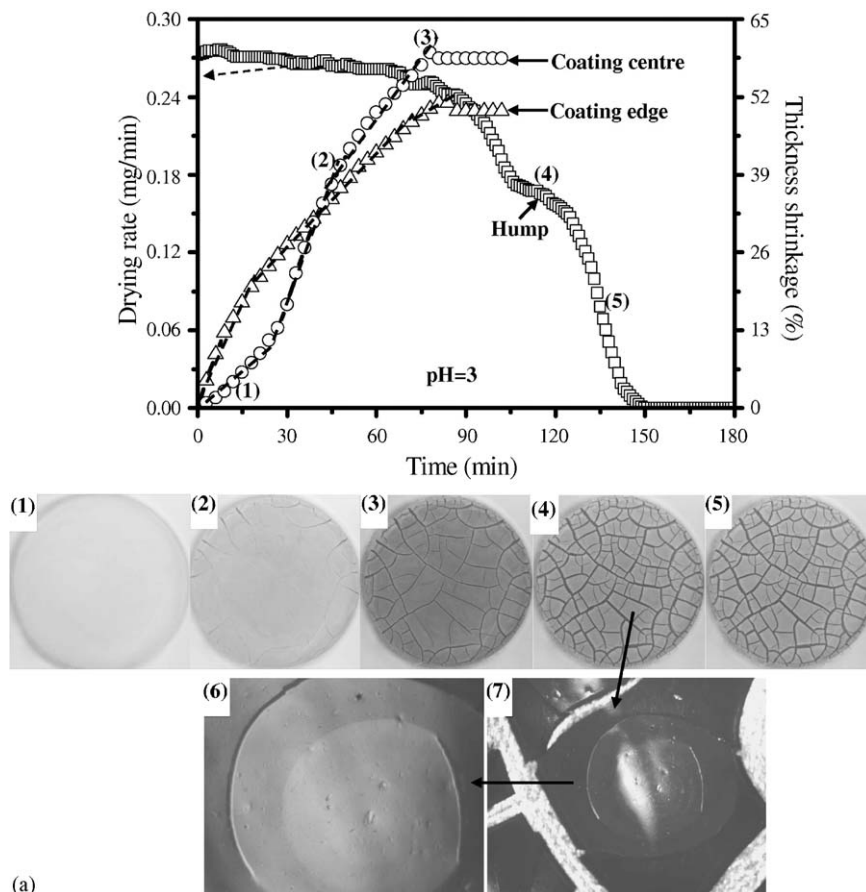 0.30
0.24
0.18
0.12
0.06
0.00
Drying rate (mg/min)
65
52
39
26
13
0
Thickness shrinkage (%)
(3)
Coating centre
Coating edge
(2)
(4)
Hump
(5)
(1)
pH=3
0 30 60 90 120 150 180
Time (min)
(1) (2) (3) (4) (5)
(6) (7)
(a)